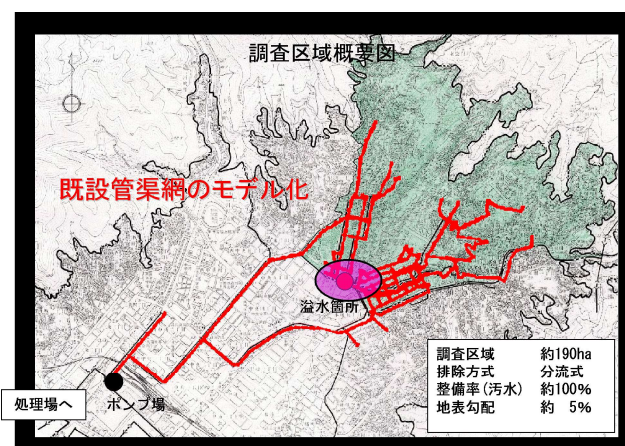 調査区域概要図
既設管渠網のモデル化
溢水箇所
調査区域 約190ha
排除方式 分流式
整備率(汚水) 約100%
地表勾配 約 5%
処理場へ
ポンプ場